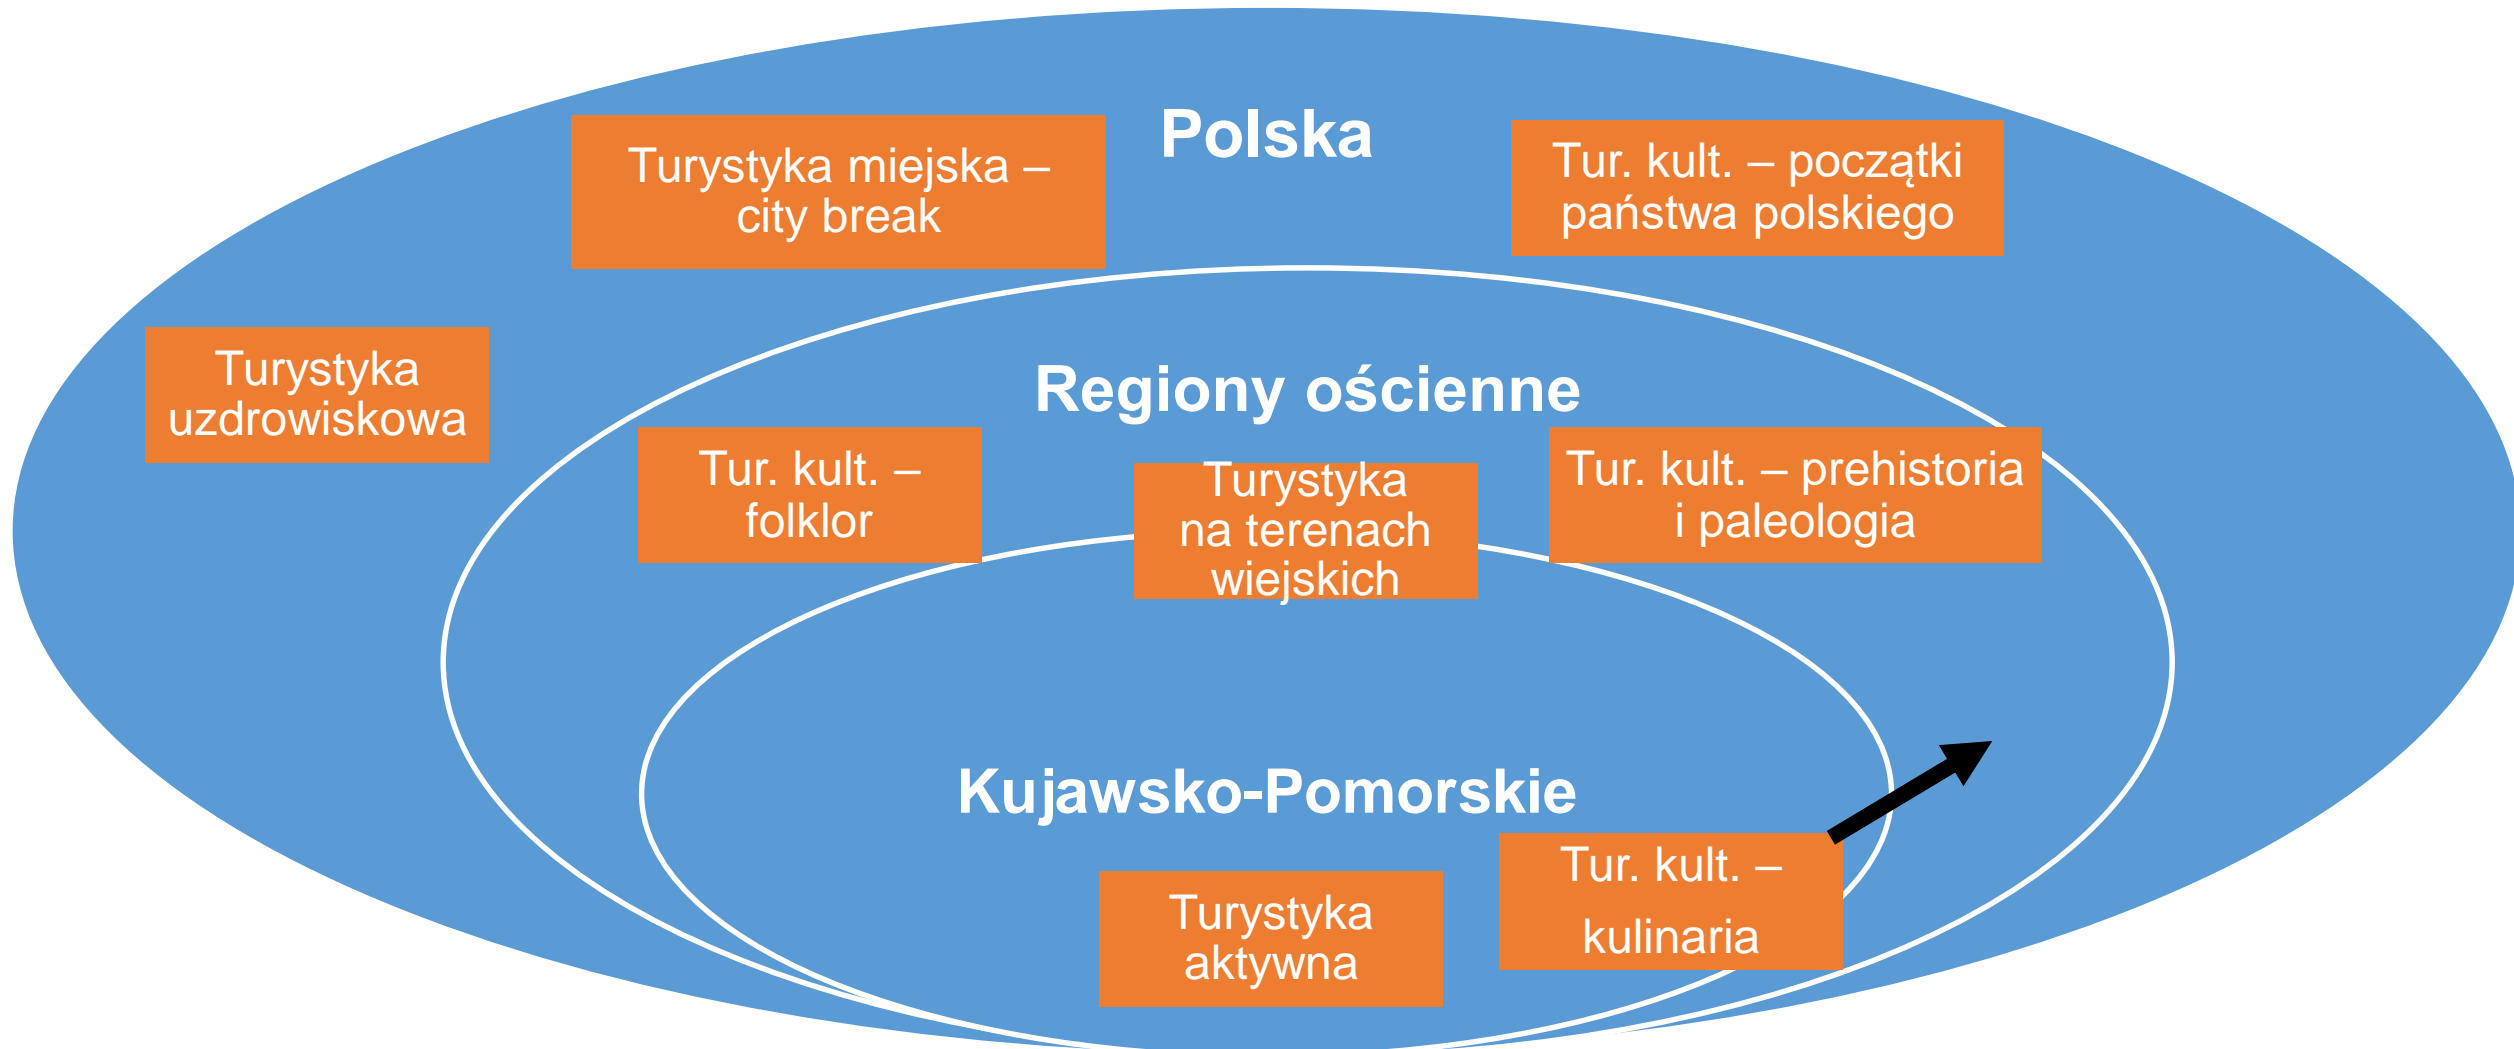 Polska
Turystyka miejska –
city break
Tur. kult. – początki
państwa polskiego
Turystyka
uzdrowiskowa
Regiony ościenne
Tur. kult. –
folklor
Turystyka
na terenach
wiejskich
Tur. kult. – prehistoria
i paleologia
Kujawsko-Pomorskie
Turystyka
aktywna
Tur. kult. –
kulinaria